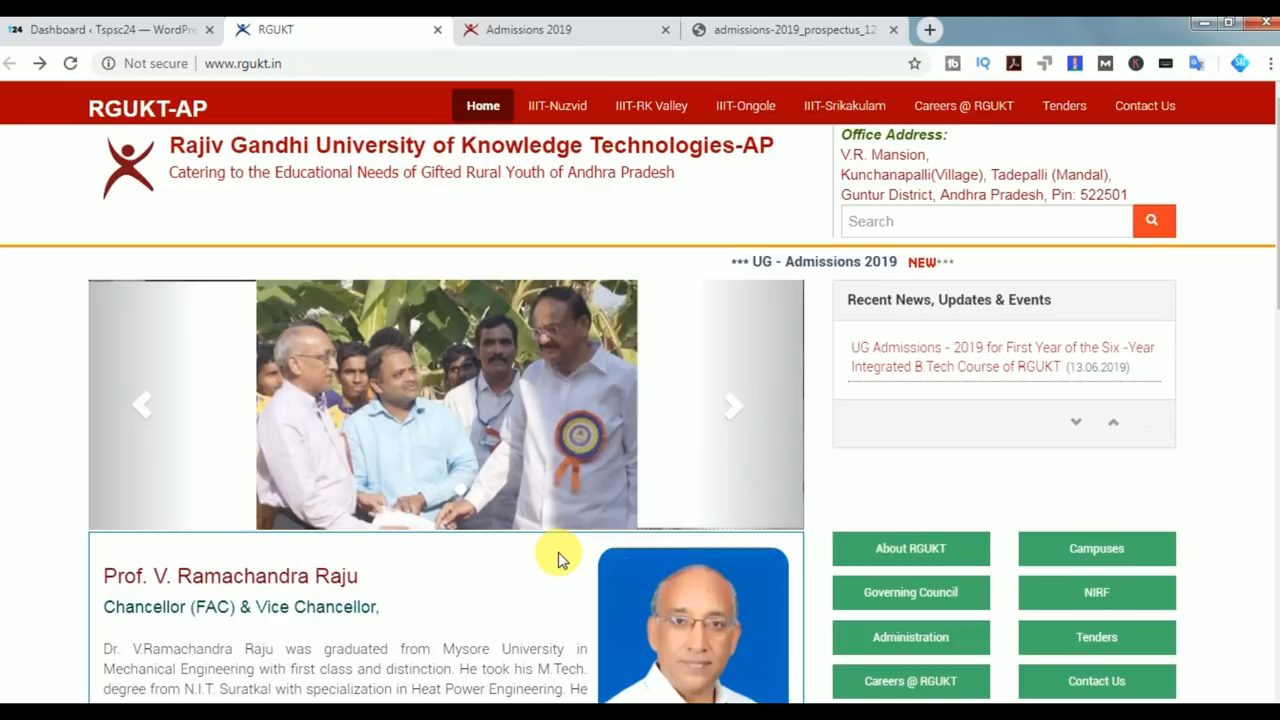 T24 Dashboard ‹ Tspsc24 — WordPre
RGUKT
Admissions 2019
admissions-2019_prospectus_12
Not secure
www.rgukt.in
RGUKT-AP
Home
IIIT-Nuzvid
IIIT-RK Valley
IIIT-Ongole
IIIT-Srikakulam
Careers @ RGUKT
Tenders
Contact Us
Rajiv Gandhi University of Knowledge Technologies-AP
Catering to the Educational Needs of Gifted Rural Youth of Andhra Pradesh
Office Address:
V.R. Mansion,
Kunchanapalli(Village), Tadepalli (Mandal),
Guntur District, Andhra Pradesh, Pin: 522501
Search
*** UG - Admissions 2019 NEW***
Recent News, Updates & Events
UG Admissions - 2019 for First Year of the Six -Year
Integrated B.Tech Course of RGUKT (13.06.2019)
Prof. V. Ramachandra Raju
Chancellor (FAC) & Vice Chancellor,
Dr. V.Ramachandra Raju was graduated from Mysore University in
Mechanical Engineering with first class and distinction. He took his M.Tech.
degree from N.I.T. Suratkal with specialization in Heat Power Engineering. He
About RGUKT
Campuses
Governing Council
NIRF
Administration
Tenders
Careers @ RGUKT
Contact Us